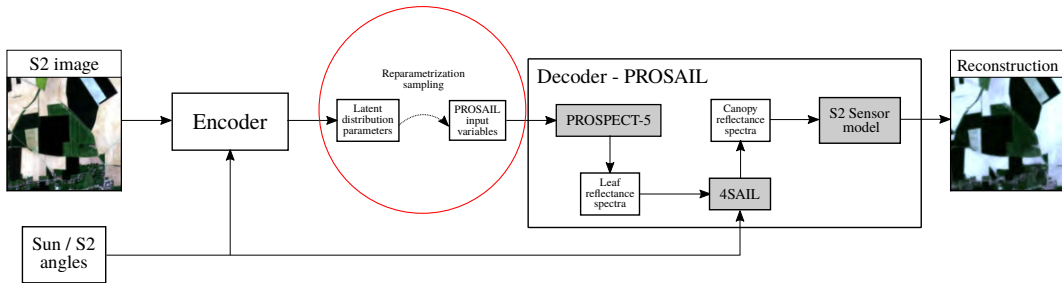 S2 image
Encoder
Sun / S2
angles
Reparametrization
sampling
Latent
distribution
parameters
PROSAIL
input
variables
Decoder - PROSAIL
PROSPECT-5
Leaf
reflectance
spectra
Canopy
reflectance
spectra
4SAIL
S2 Sensor
model
Reconstruction